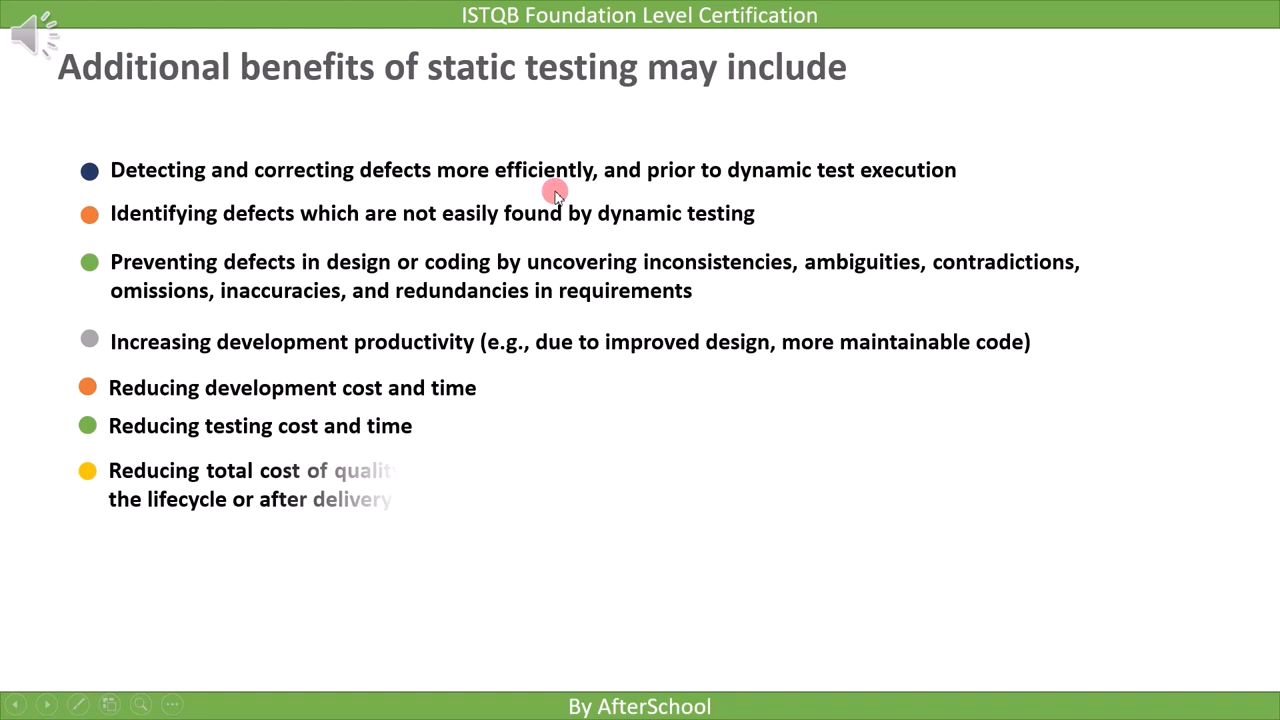 ISTQB Foundation Level Certification
Additional benefits of static testing may include
Detecting and correcting defects more efficiently, and prior to dynamic test execution
Identifying defects which are not easily found by dynamic testing
Preventing defects in design or coding by uncovering inconsistencies, ambiguities, contradictions,
omissions, inaccuracies, and redundancies in requirements
Increasing development productivity (e.g., due to improved design, more maintainable code)
Reducing development cost and time
Reducing testing cost and time
Reducing total cost of quality
the lifecycle or after delivery
By AfterSchool